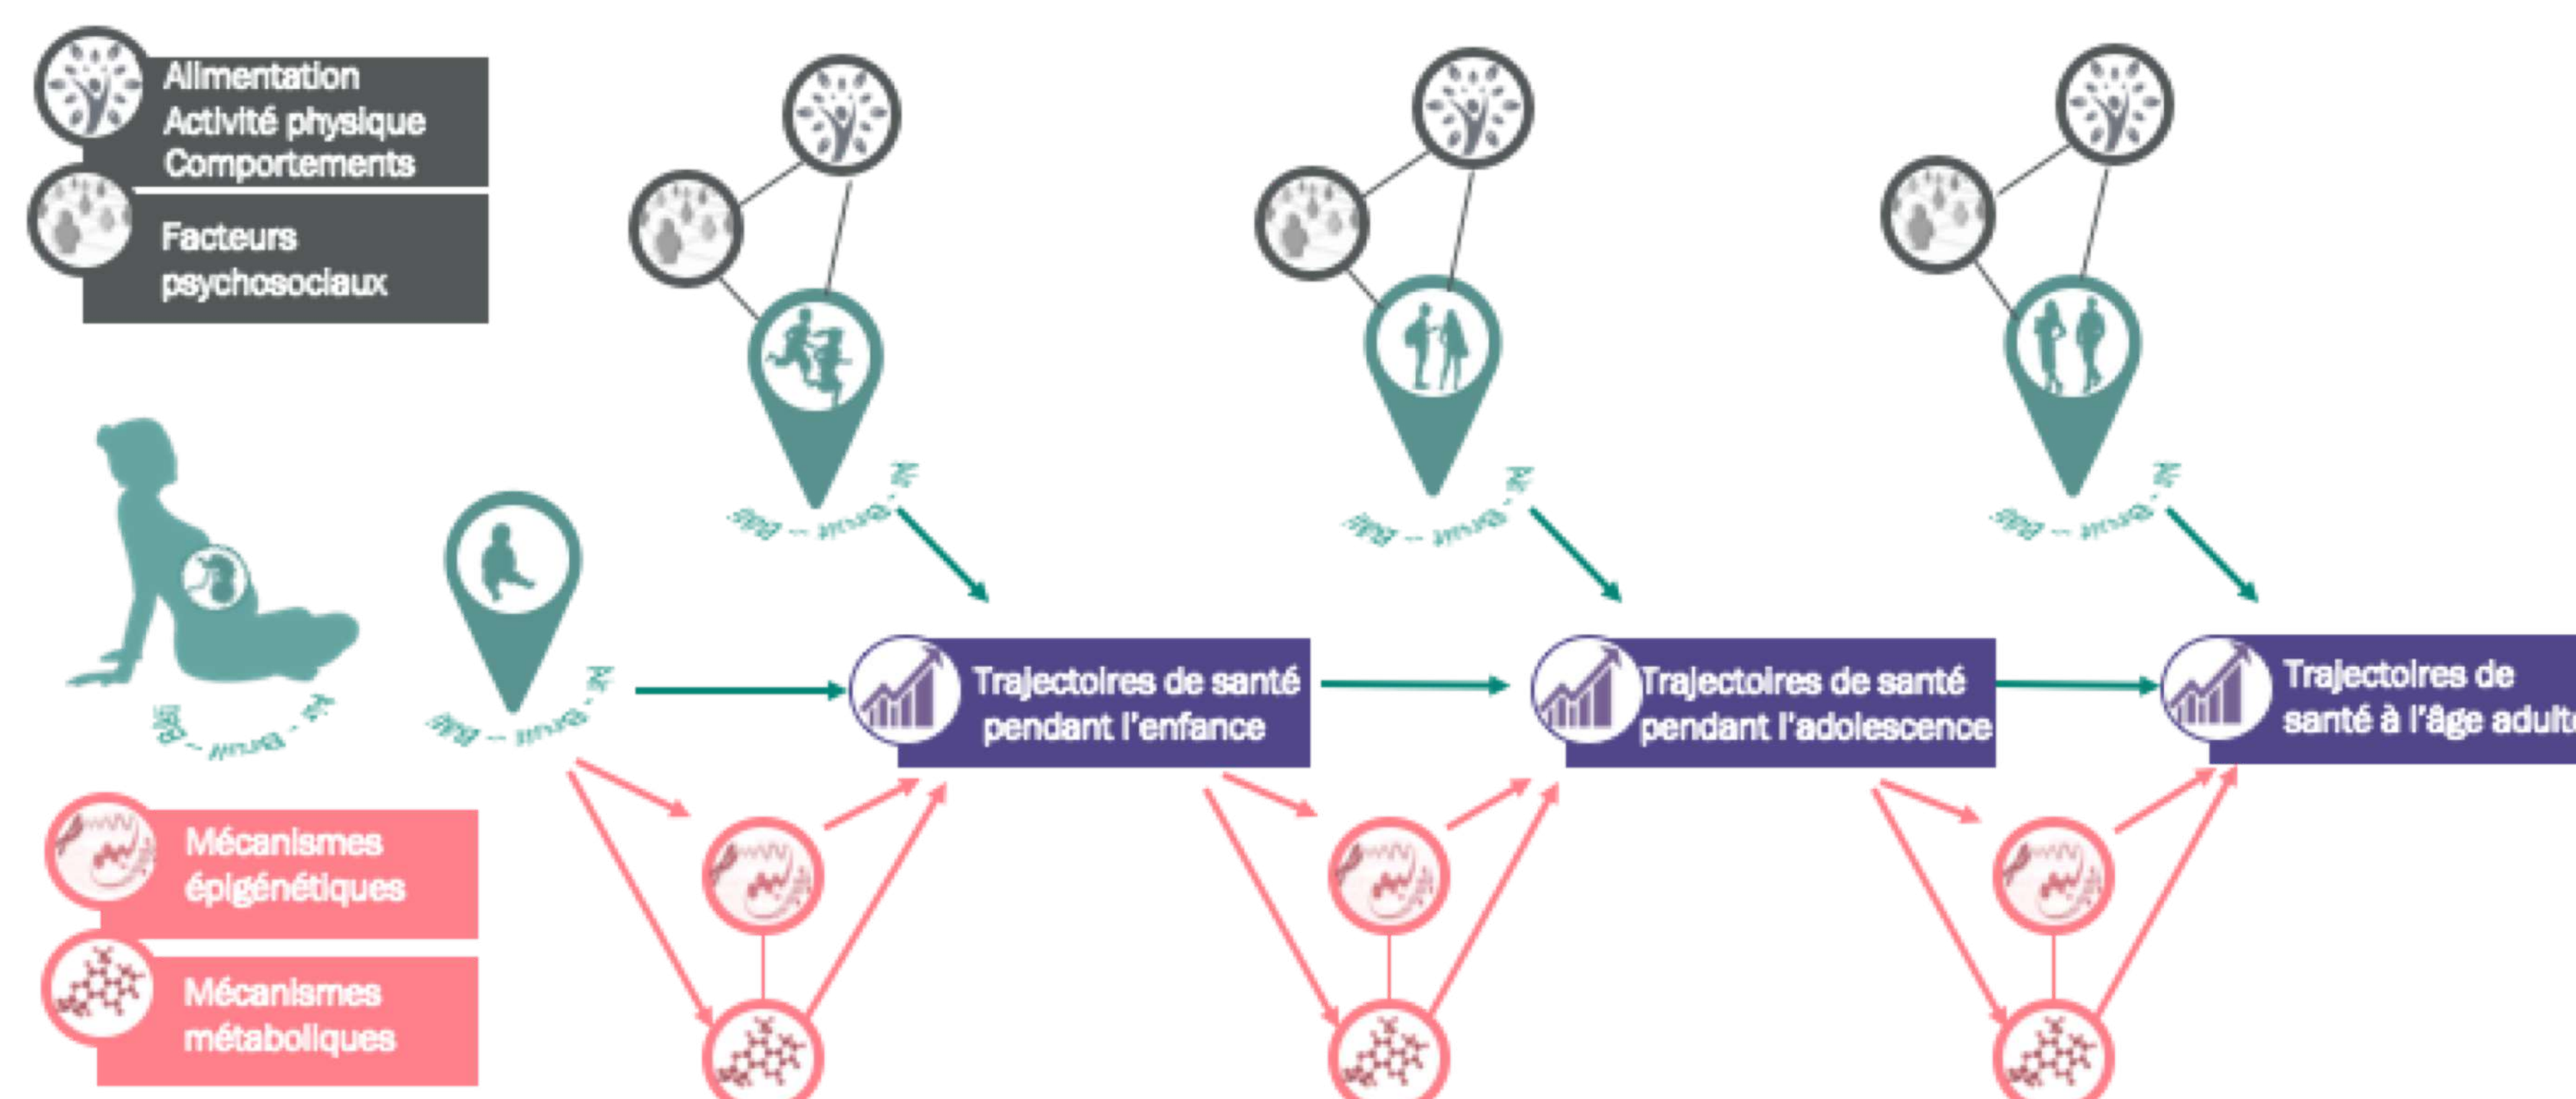 Alimentation
Activité physique
Comportements
Facteurs
psychosociaux
Air - Bruit - Bâti
Air - Bruit - Bâti
Air - Bruit - Bâti
Air - Bruit - Bâti
Air - Bruit - Bâti
Trajectoires de santé
pendant l'enfance
Trajectoires de santé
pendant l'adolescence
Trajectoires de
santé à l'âge adulte
Mécanismes
épigénétiques
Mécanismes
métaboliques